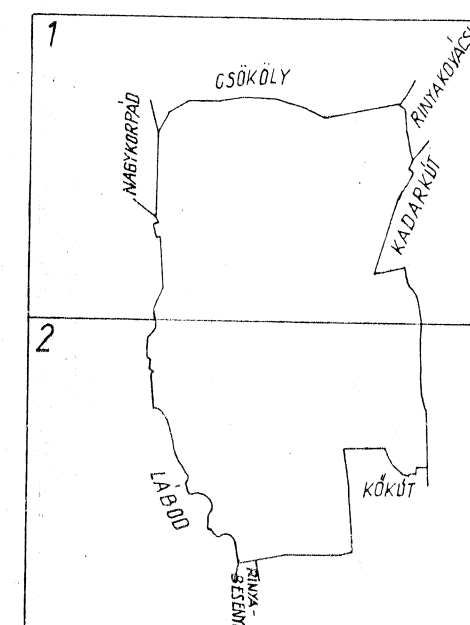 1
CSÖKÖLY
RINYAKOVÁCSI
NAGYKORPÁD
KADARKÚT
2
LÁBOD
KŐKÚT
RINYA-
BESENY